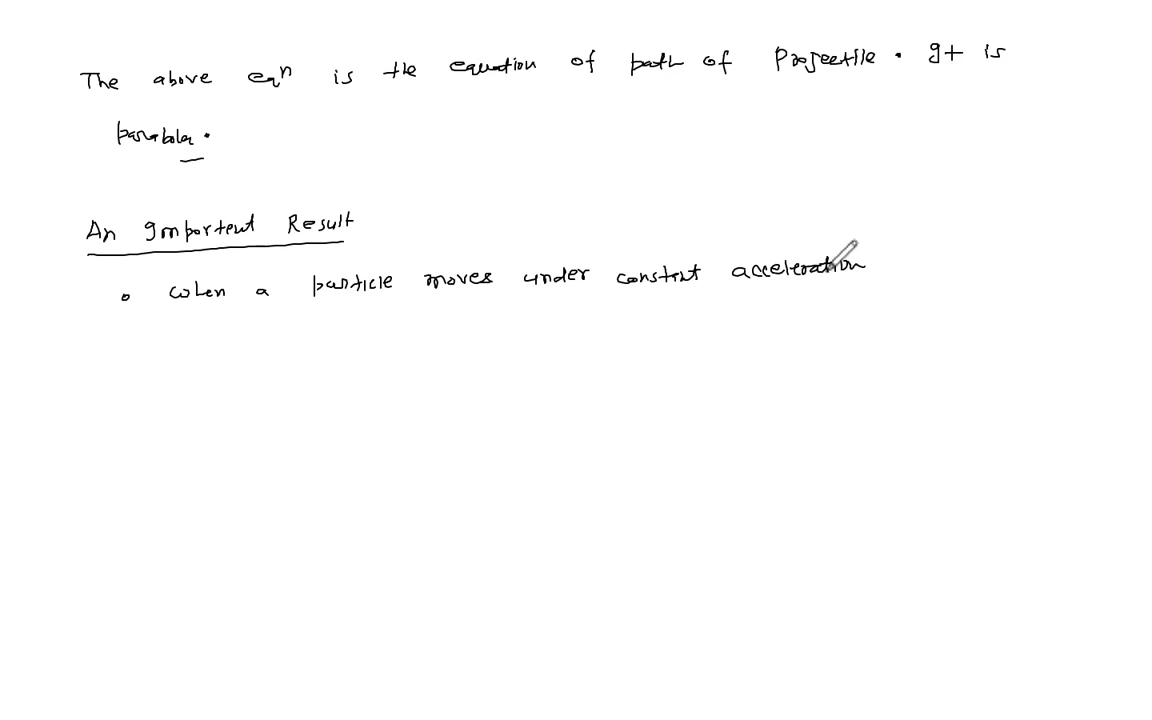 The above eqn is the equation of path of Projectile. It is
parabola.
An Important Result
• When a particle moves under constant acceleration